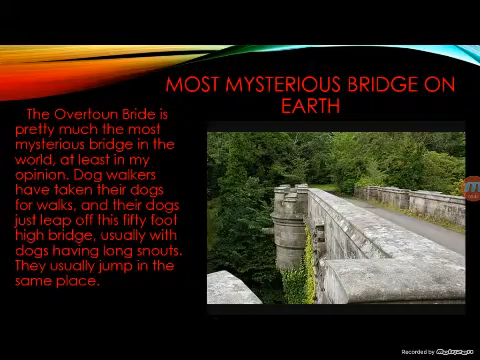 MOST MYSTERIOUS BRIDGE ON
EARTH
The Overtoun Bride is
pretty much the most
mysterious bridge in the
world, at least in my
opinion. Dog walkers
have taken their dogs
for walks, and their dogs
just leap off this fifty foot
high bridge, usually with
dogs having long snouts.
They usually jump in the
same place.
Recorded by